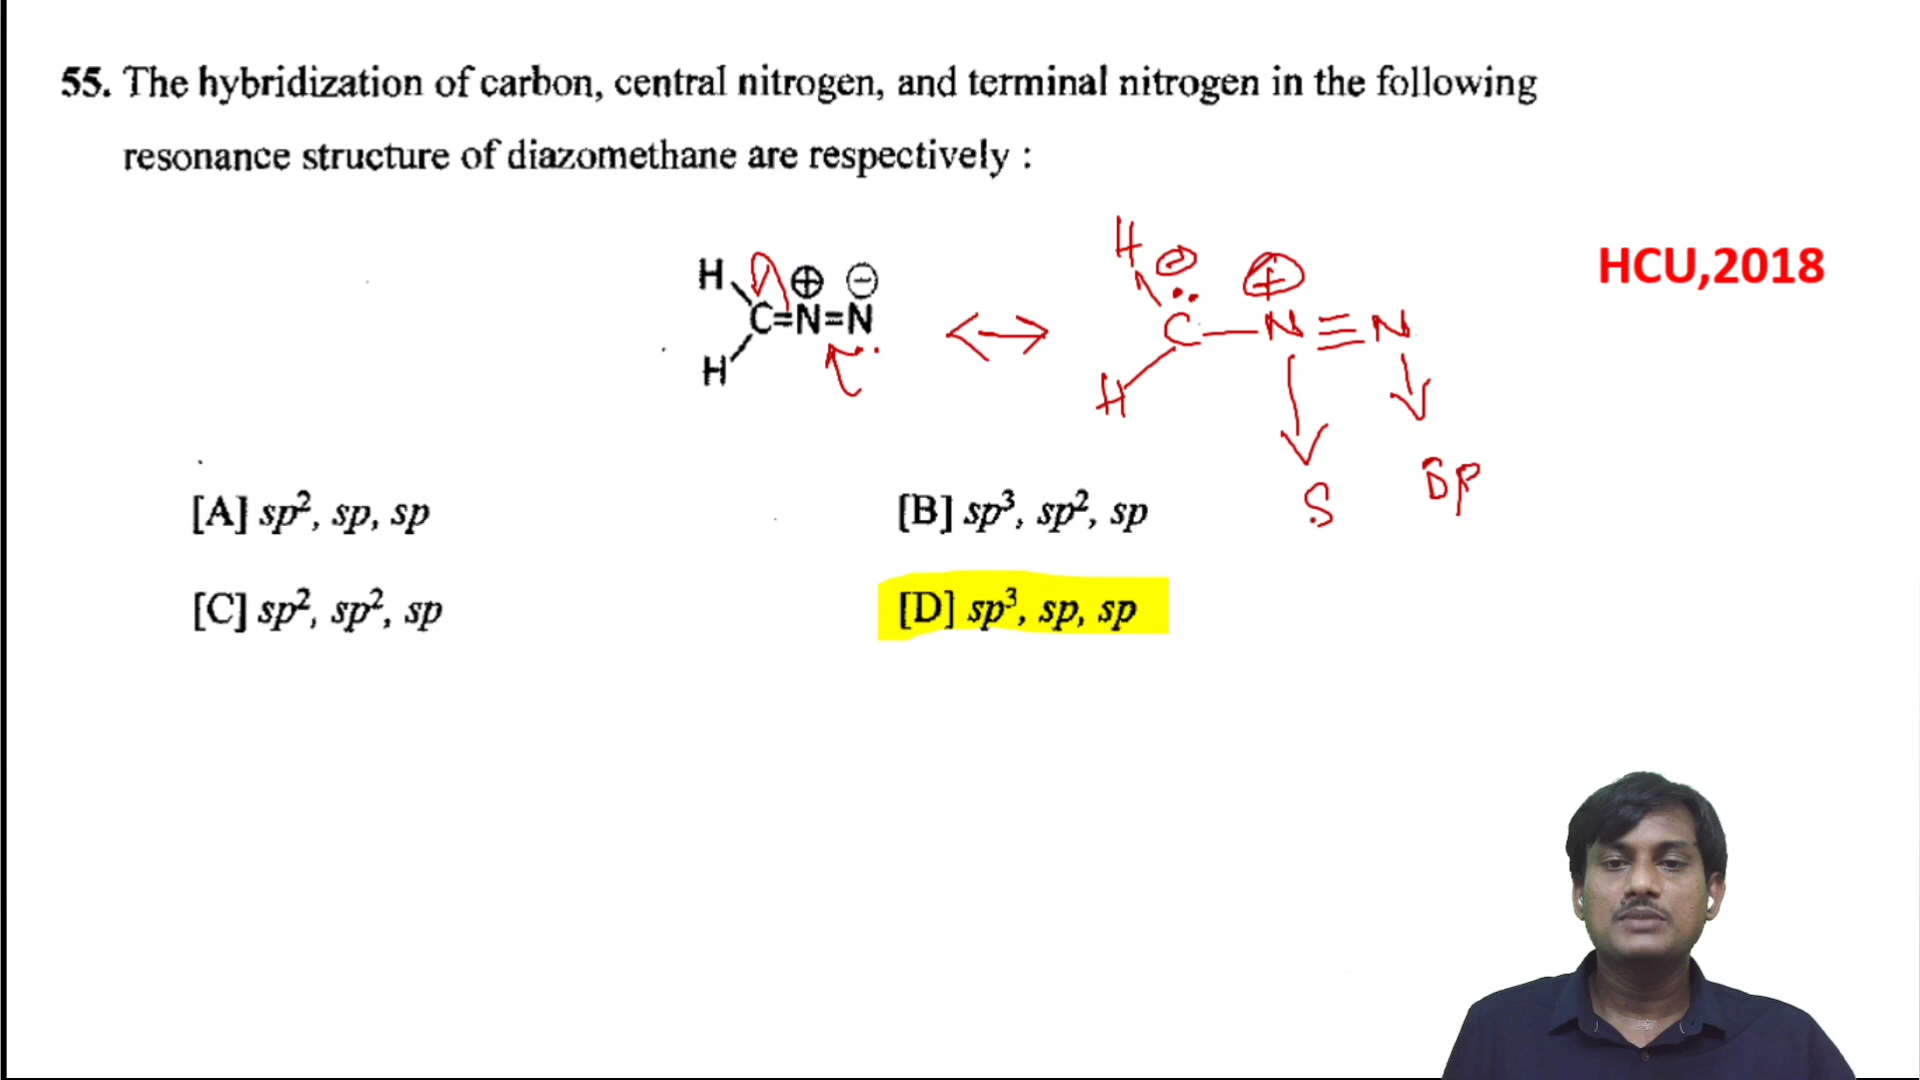 55. The hybridization of carbon, central nitrogen, and terminal nitrogen in the following
resonance structure of diazomethane are respectively :
HCU,2018
H ⊕ ⊖
C=N=N
H
H ⊖ ⊕
C—N≡N
H
S
SP
[A] sp², sp, sp
[B] sp³, sp², sp
[C] sp², sp², sp
[D] sp³, sp, sp